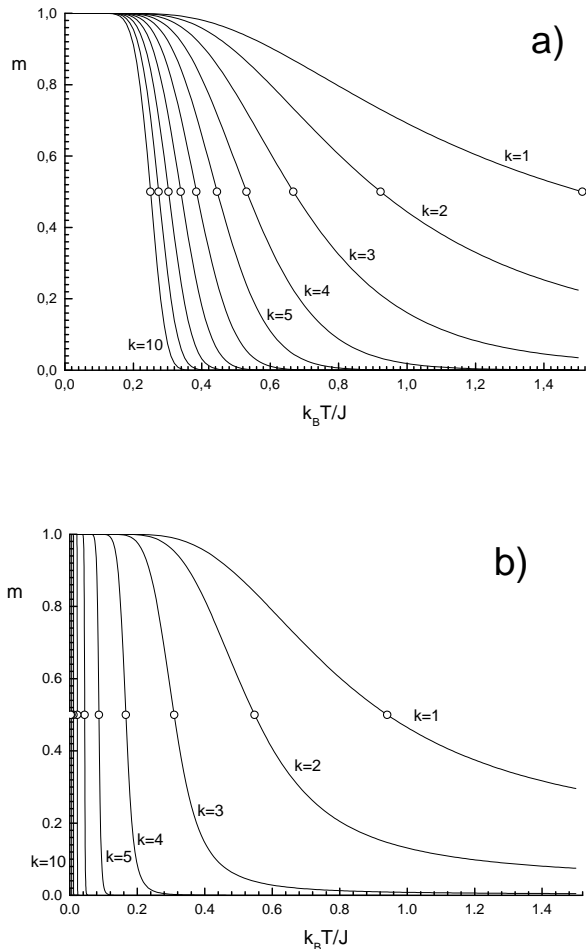 a)
1,0
m
0,8
k=1
0,6
k=2
0,4
k=3
k=4
0,2
k=5
k=10
0,0
0,0 0,2 0,4 0,6 0,8 1,0 1,2 1,4
k_BT/J
b)
1.0
m
0.8
0.6
k=1
0.4
k=2
k=3
0.2
k=4
k=10 k=5
0.0
0.0 0.2 0.4 0.6 0.8 1.0 1.2 1.4
k_BT/J